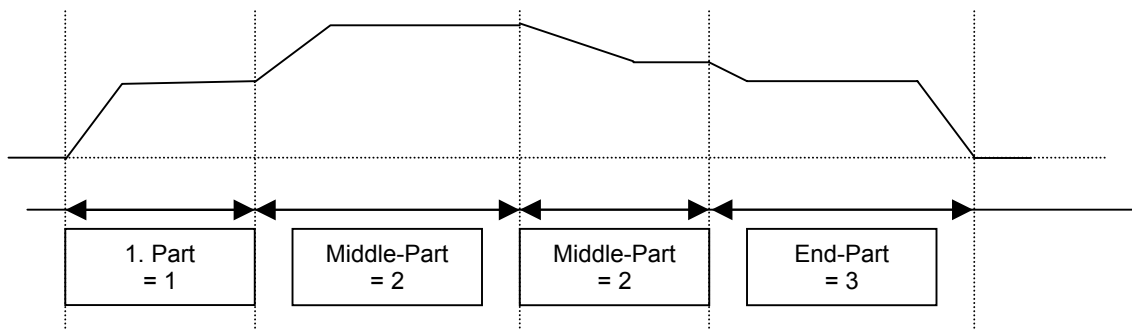 1. Part
= 1
Middle-Part
= 2
Middle-Part
= 2
End-Part
= 3